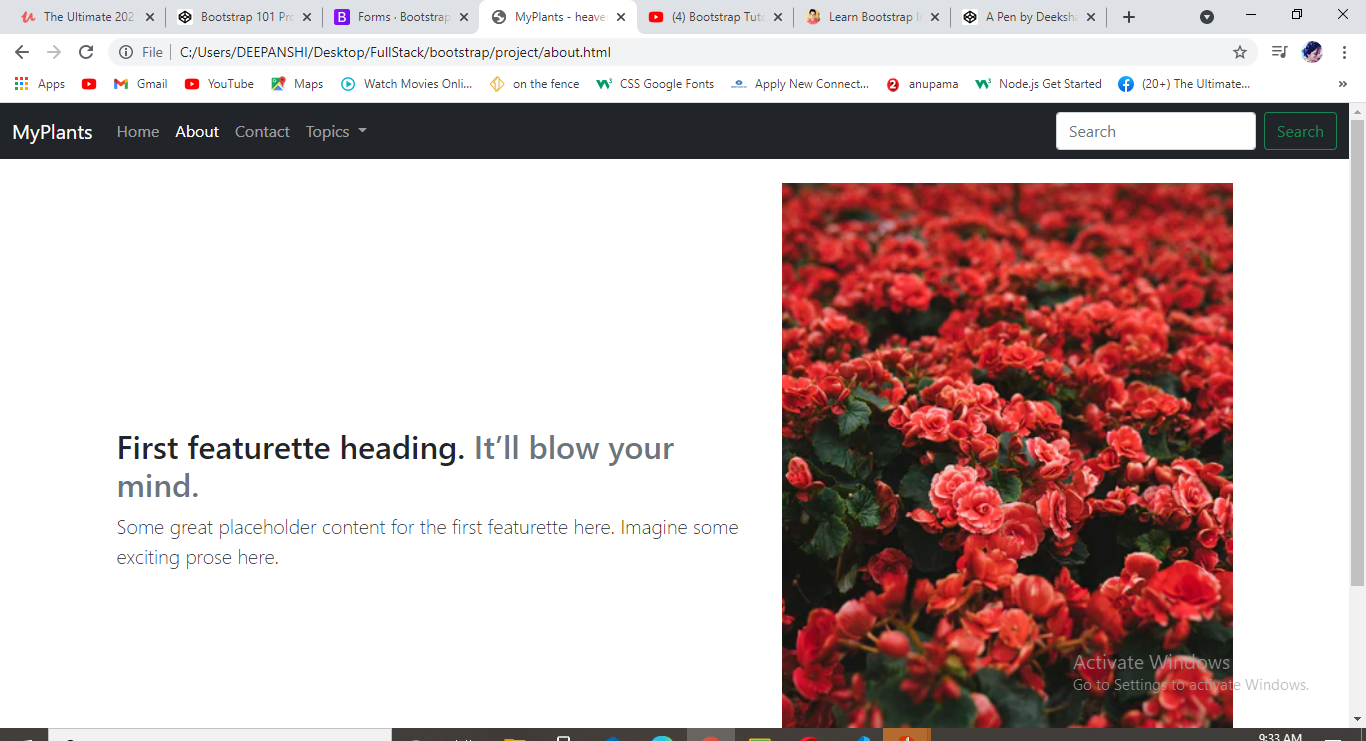 The Ultimate 202
Bootstrap 101 Pro
Forms · Bootstrap
MyPlants - heave
(4) Bootstrap Tuto
Learn Bootstrap I
A Pen by Deeksha
File
C:/Users/DEEPANSHI/Desktop/FullStack/bootstrap/project/about.html
Apps Gmail YouTube Maps Watch Movies Onli... on the fence CSS Google Fonts Apply New Connect... anupama Node.js Get Started (20+) The Ultimate... »
MyPlants Home About Contact Topics Search Search
First featurette heading. It’ll blow your
mind.
Some great placeholder content for the first featurette here. Imagine some
exciting prose here.
Activate Windows
Go to Settings to activate Windows.
9:33 AM